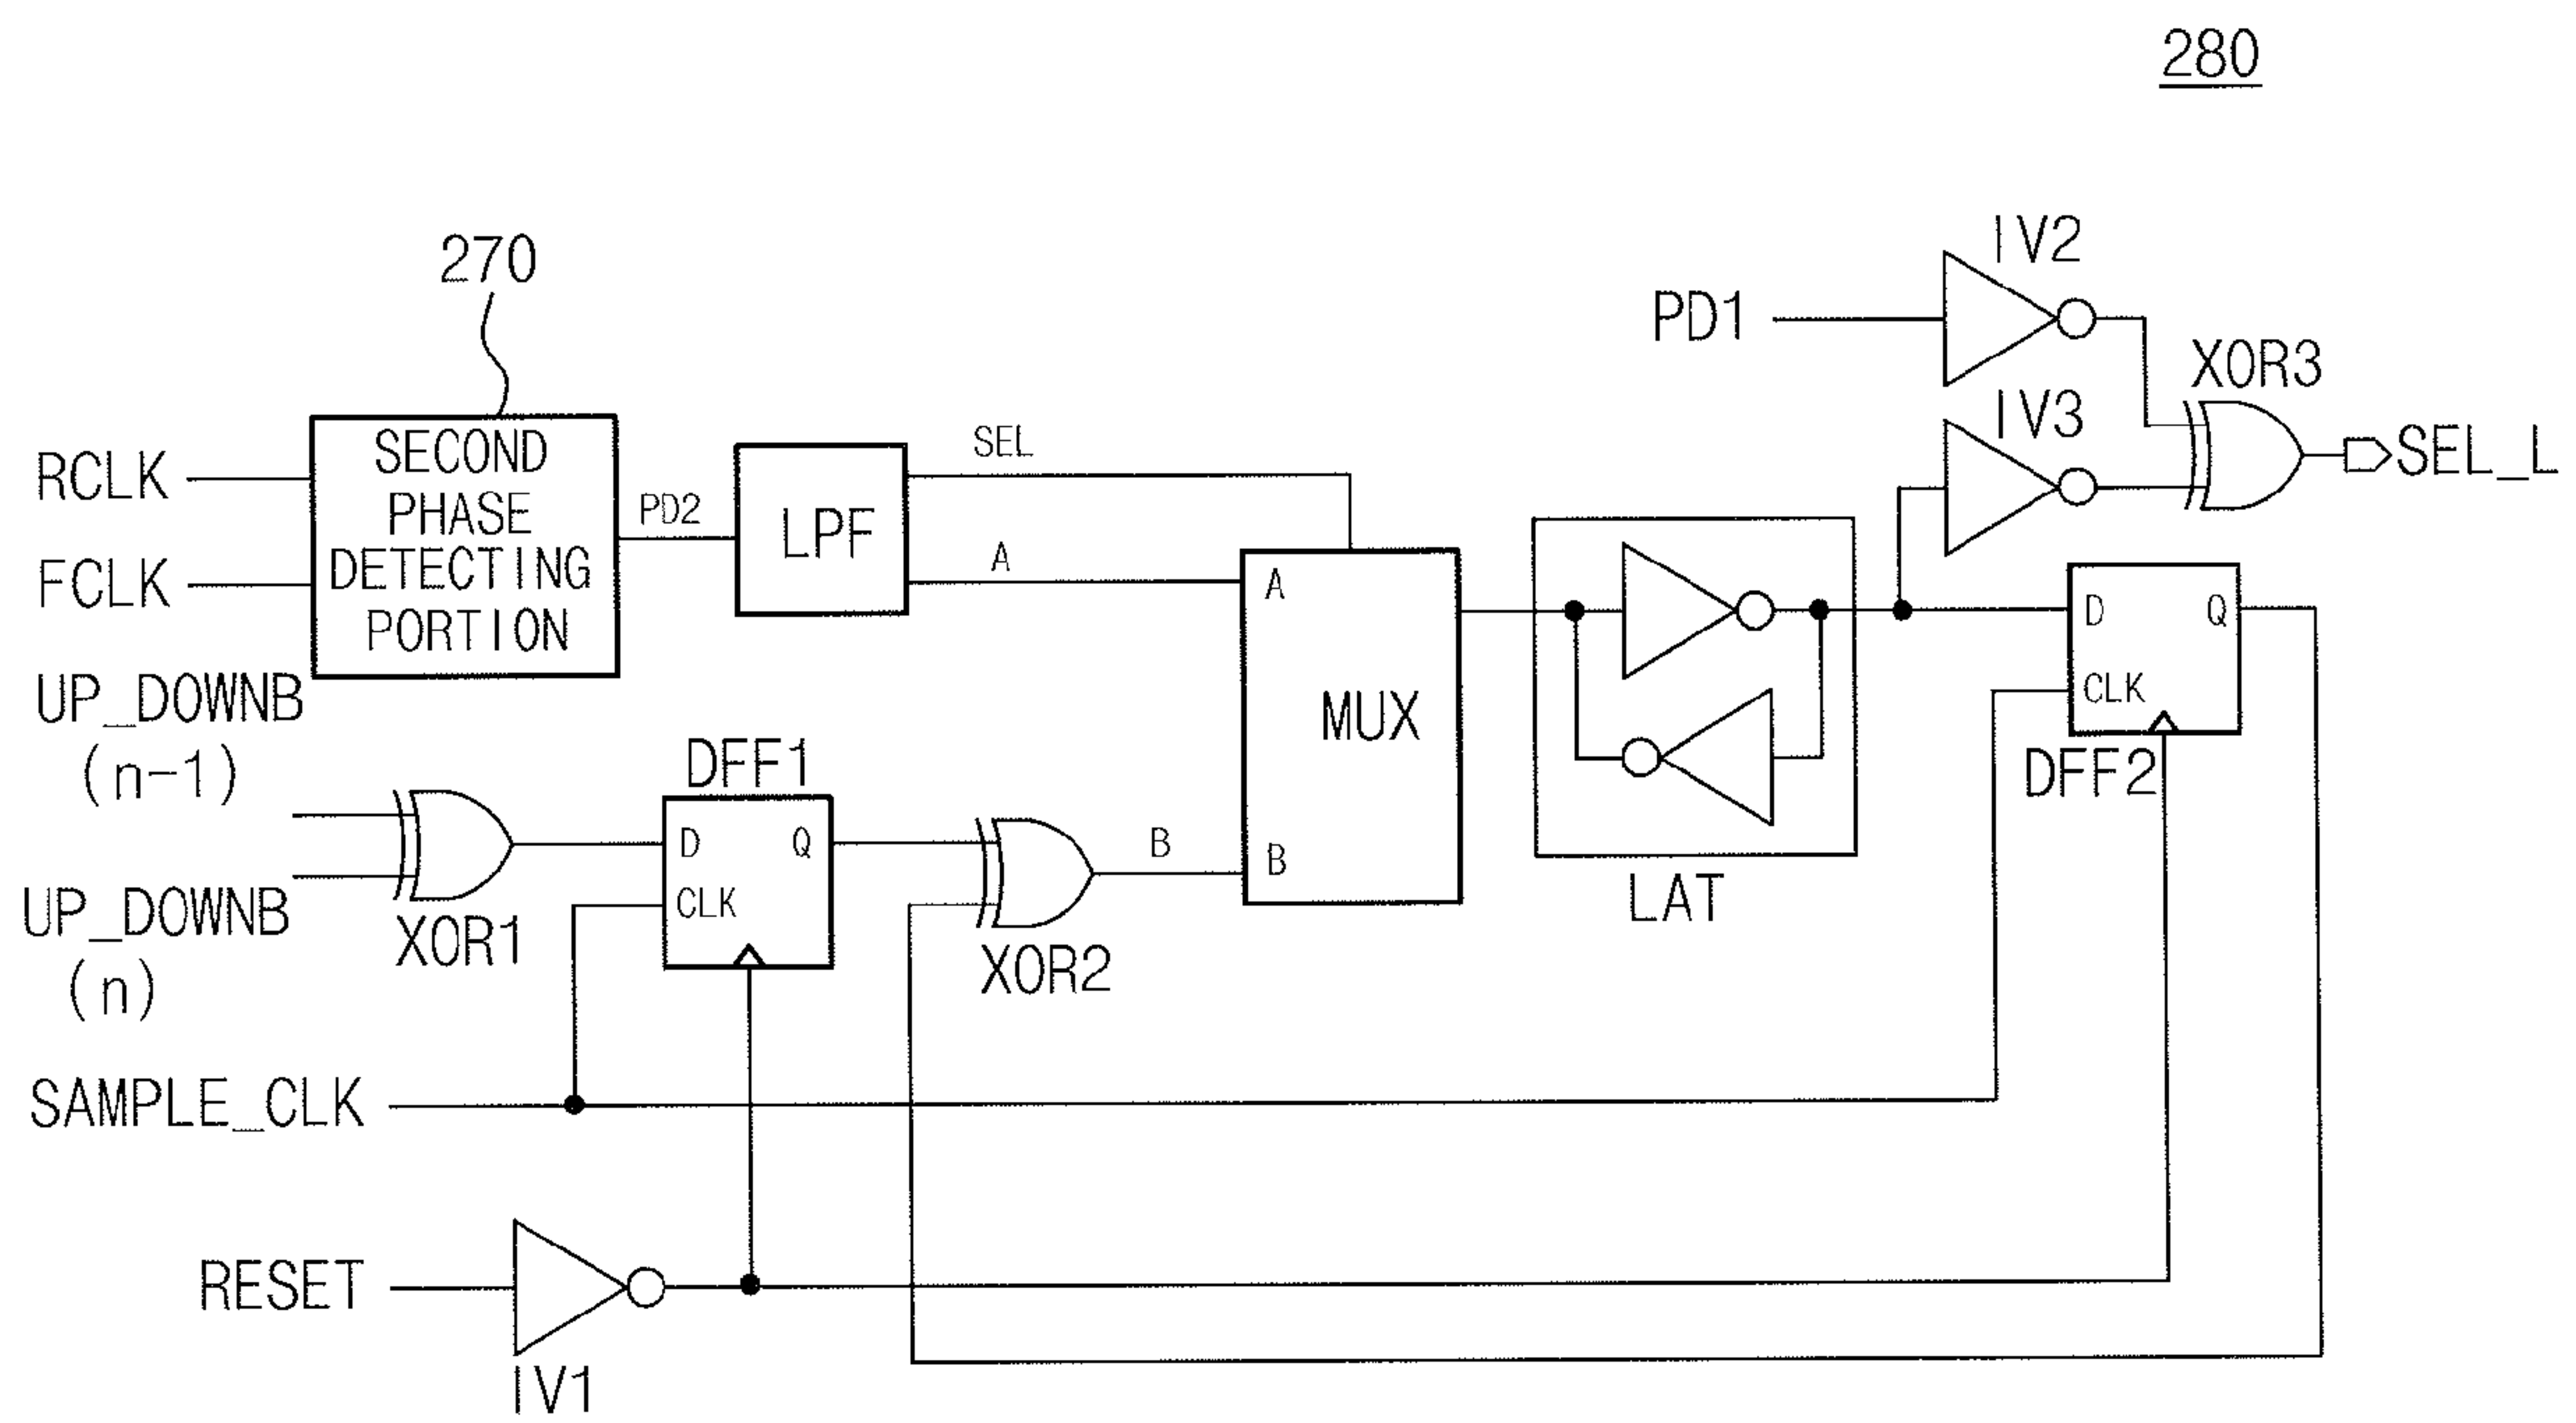 280
270
SECOND
PHASE
DETECTING
PORTION
RCLK
FCLK
PD2
LPF
SEL
A
PD1
IV2
IV3
XOR3
SEL_L
UP_DOWNB
(n-1)
UP_DOWNB
(n)
XOR1
DFF1
D
Q
CLK
XOR2
B
A
B
MUX
LAT
D
Q
CLK
DFF2
SAMPLE_CLK
RESET
IV1